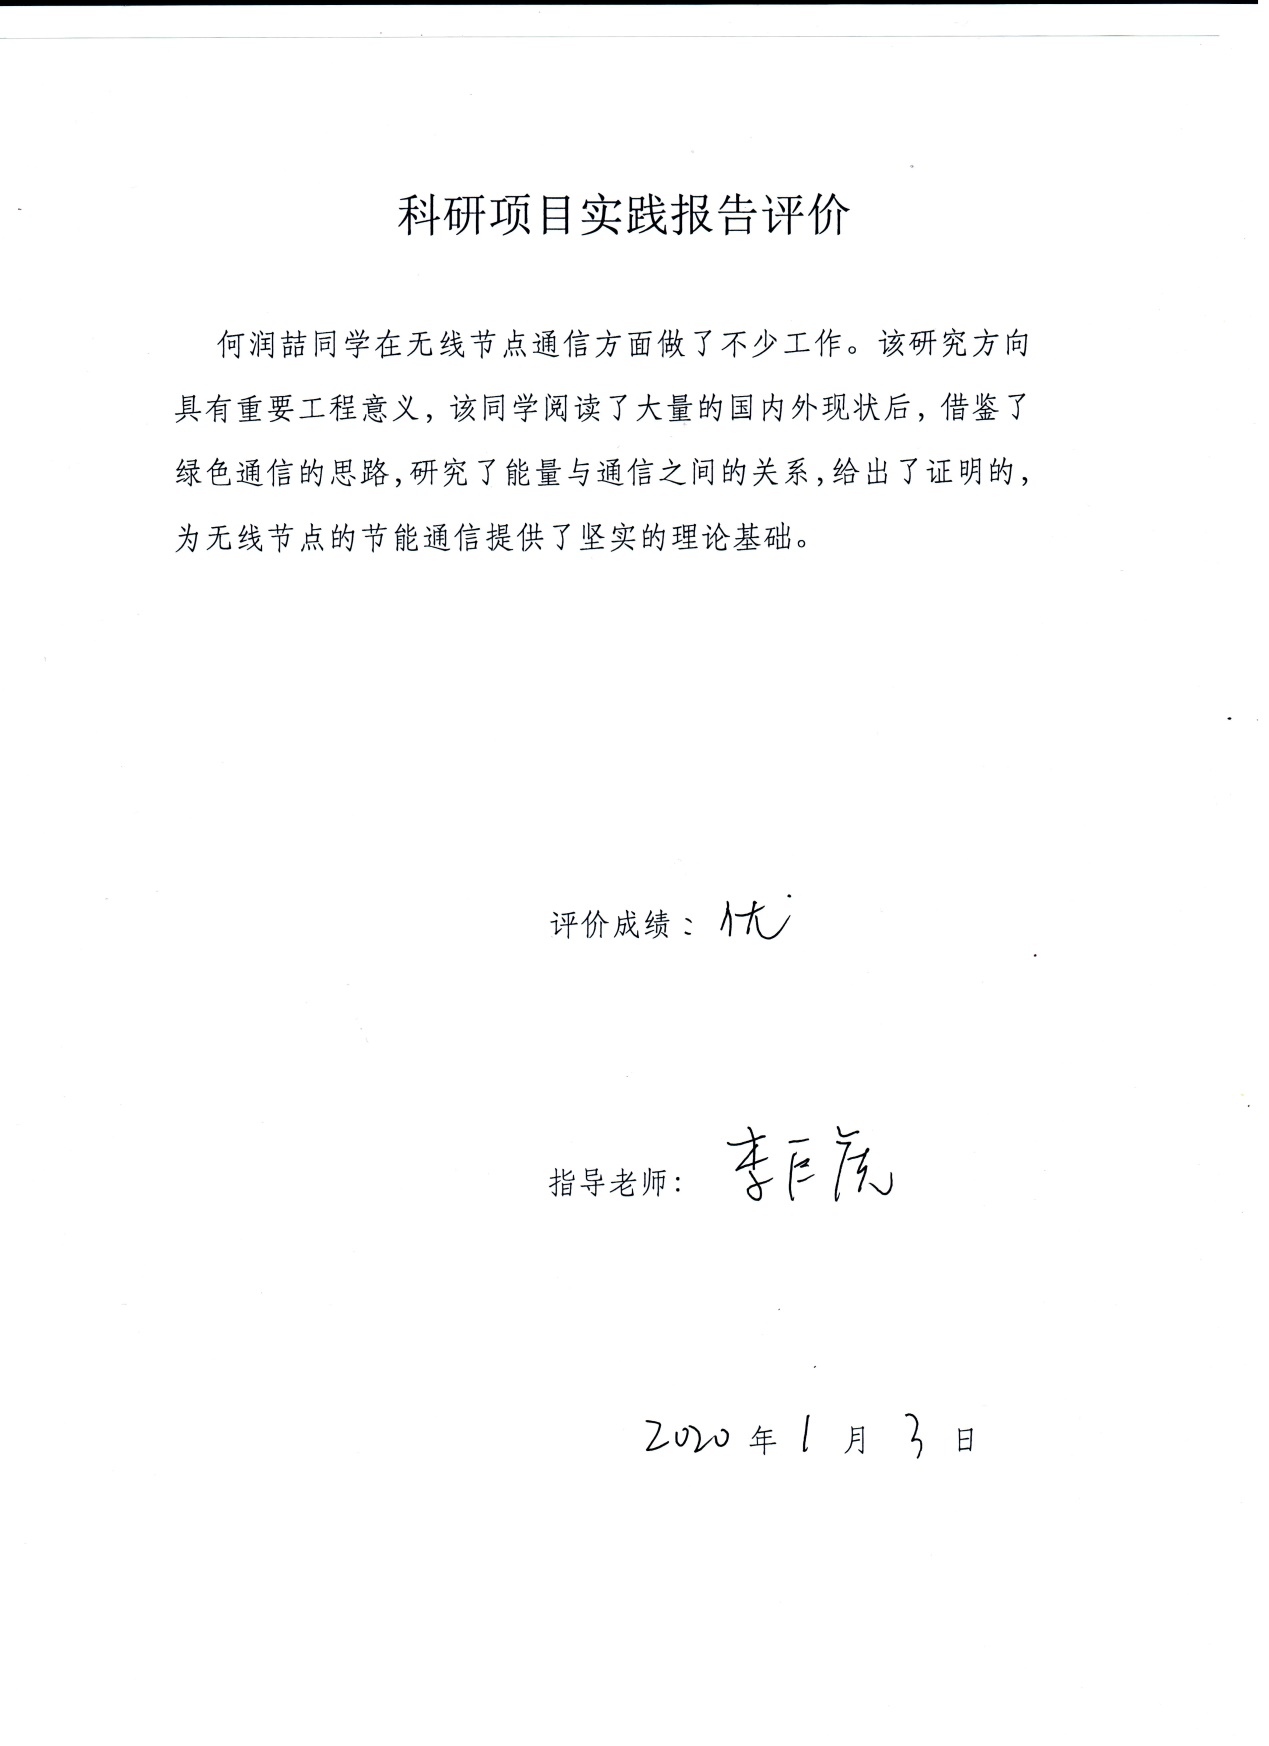 科研项目实践报告评价
何润喆同学在无线节点通信方面做了不少工作。该研究方向
具有重要工程意义，该同学阅读了大量的国内外现状后，借鉴了
绿色通信的思路，研究了能量与通信之间的关系，给出了证明的，
为无线节点的节能通信提供了坚实的理论基础。
评价成绩：优
指导老师：李巨虎
2020 年 1 月 3 日